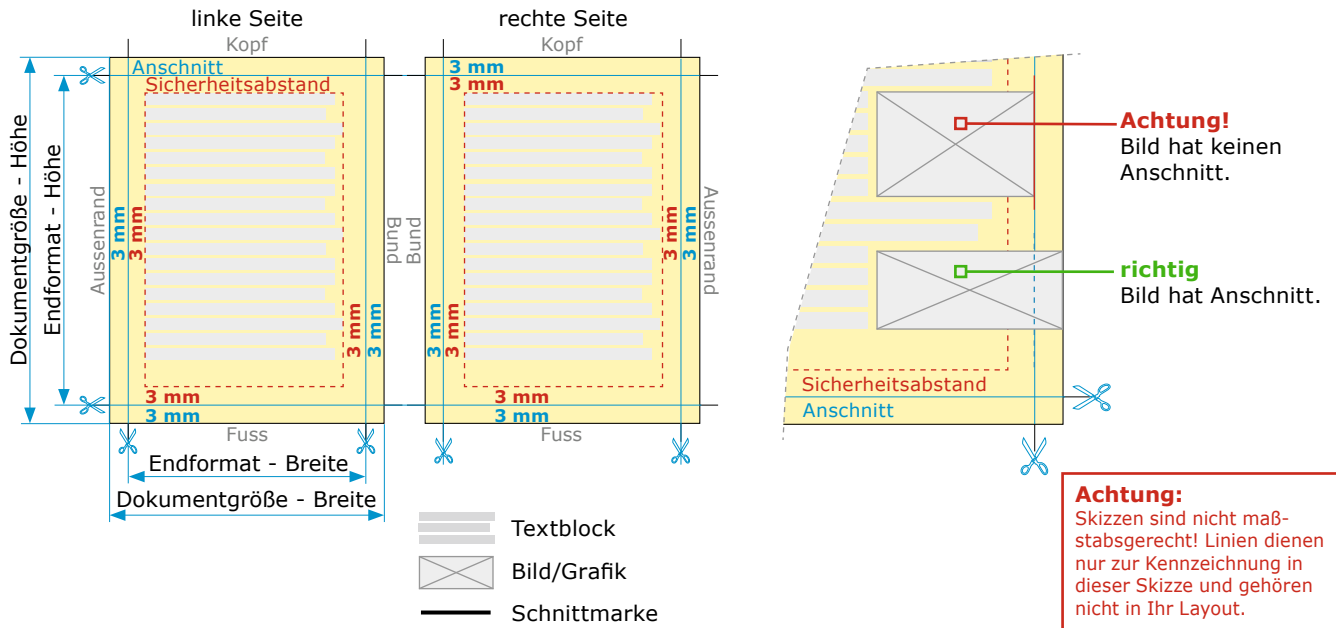 linke Seite
Kopf
Anschnitt
Sicherheitsabstand
Dokumentgröße - Höhe
Endformat - Höhe
Aussenrand
3 mm
3 mm
Bund
3 mm
3 mm
3 mm
3 mm
Fuss
Endformat - Breite
Dokumentgröße - Breite
rechte Seite
Kopf
3 mm
3 mm
Bund
3 mm
3 mm
Aussenrand
3 mm
3 mm
3 mm
3 mm
Fuss
Textblock
Bild/Grafik
Schnittmarke
Achtung!
Bild hat keinen
Anschnitt.
richtig
Bild hat Anschnitt.
Sicherheitsabstand
Anschnitt
Achtung:
Skizzen sind nicht maß-
stabsgerecht! Linien dienen
nur zur Kennzeichnung in
dieser Skizze und gehören
nicht in Ihr Layout.